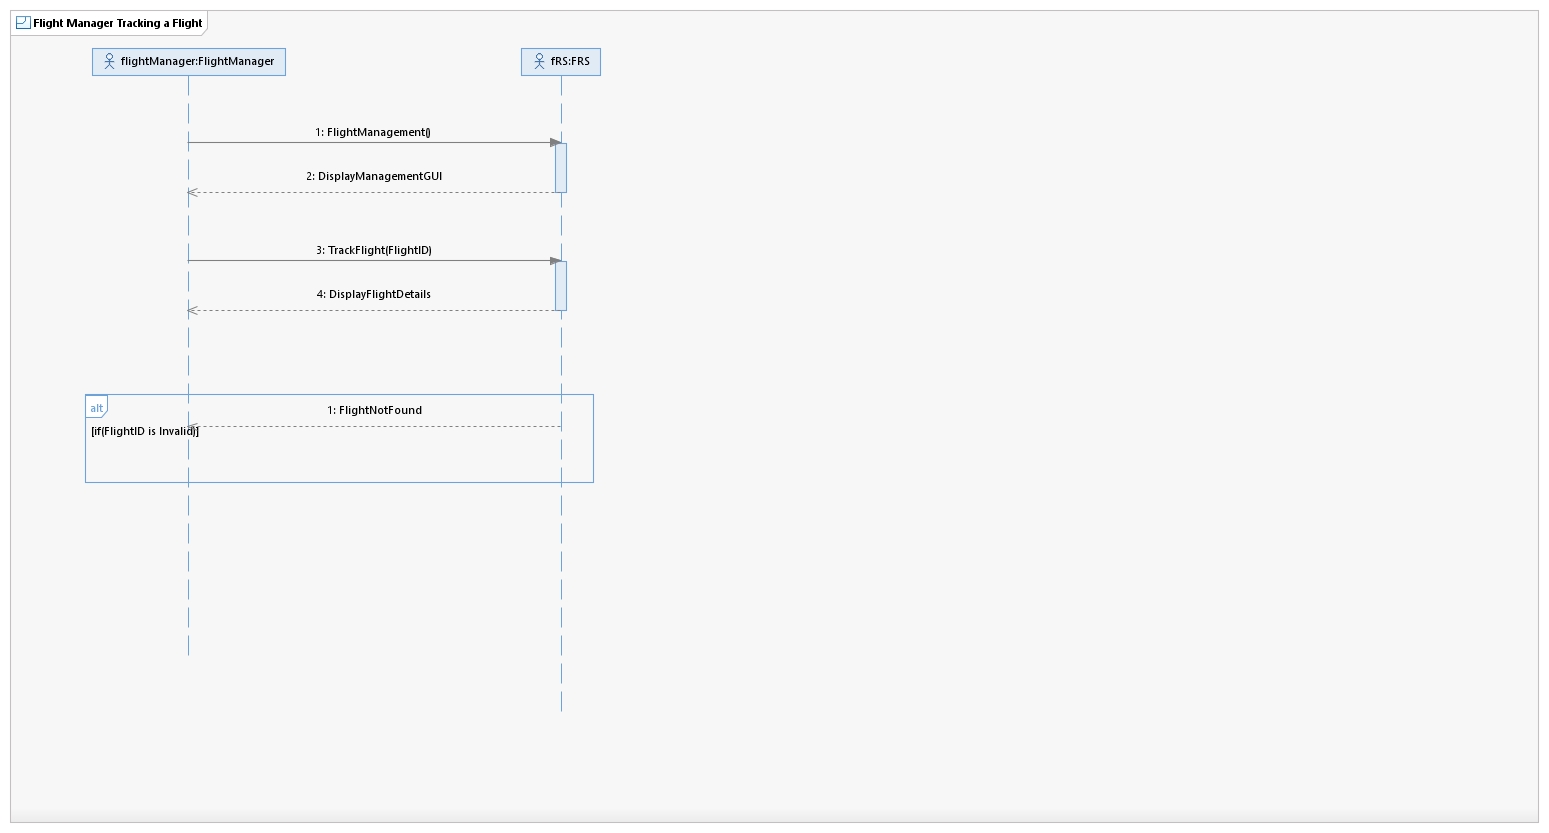 Flight Manager Tracking a Flight
flightManager:FlightManager
fRS:FRS
1: FlightManagement()
2: DisplayManagementGUI
3: TrackFlight(FlightID)
4: DisplayFlightDetails
alt
1: FlightNotFound
[if(FlightID is Invalid)]